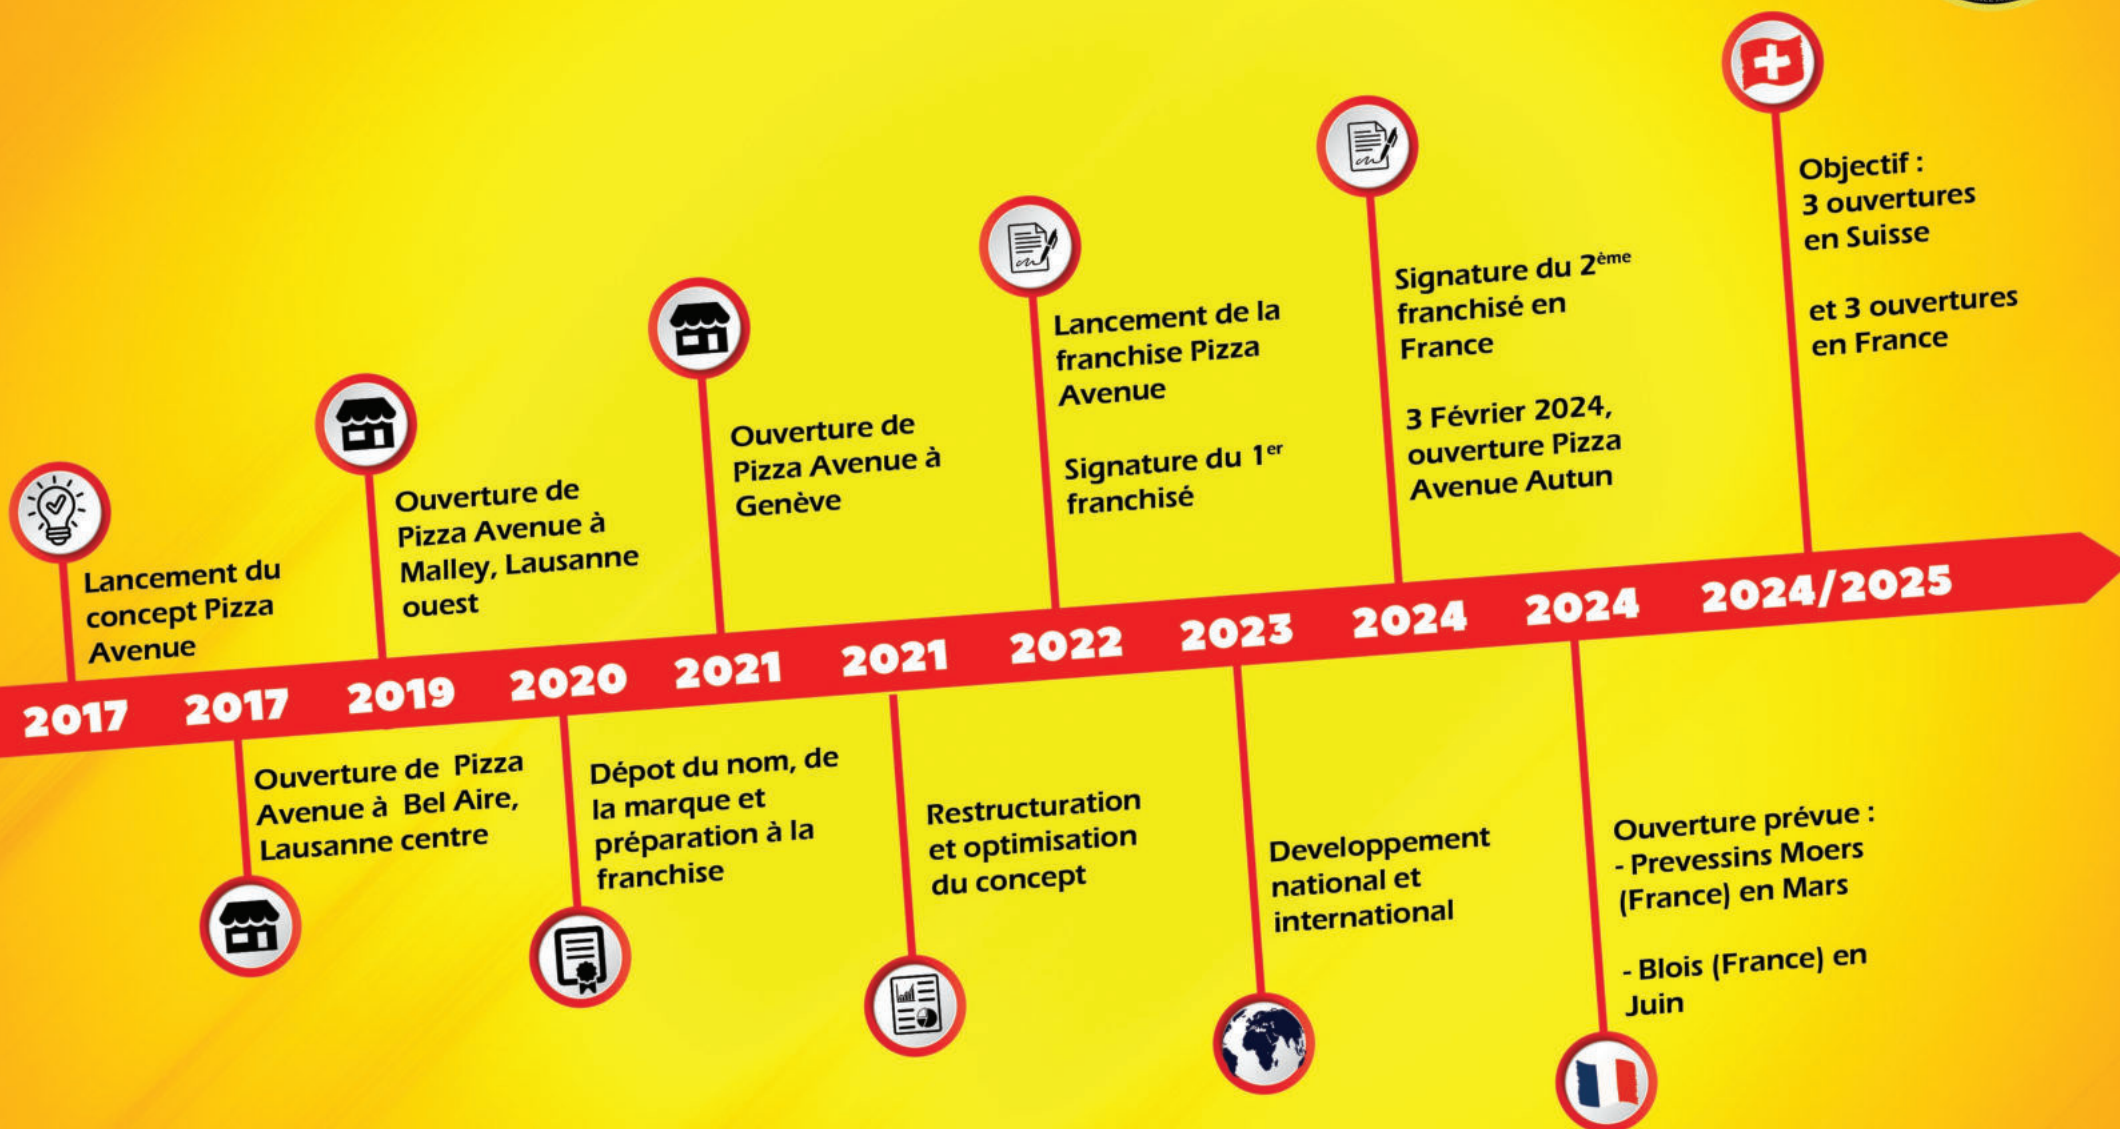 Lancement du
concept Pizza
Avenue
2017
2017
Ouverture de Pizza
Avenue à Bel Aire,
Lausanne centre
Ouverture de
Pizza Avenue à
Malley, Lausanne
ouest
2019
2020
Dépot du nom, de
la marque et
préparation à la
franchise
Ouverture de
Pizza Avenue à
Genève
2021
2021
Restructuration
et optimisation
du concept
Lancement de la
franchise Pizza
Avenue
Signature du 1er
franchisé
2022
2023
Developpement
national et
international
Signature du 2ème
franchisé en
France
3 Février 2024,
ouverture Pizza
Avenue Autun
2024
2024
Ouverture prévue :
- Prevessins Moers
(France) en Mars
- Blois (France) en
Juin
Objectif :
3 ouvertures
en Suisse
et 3 ouvertures
en France
2024/2025